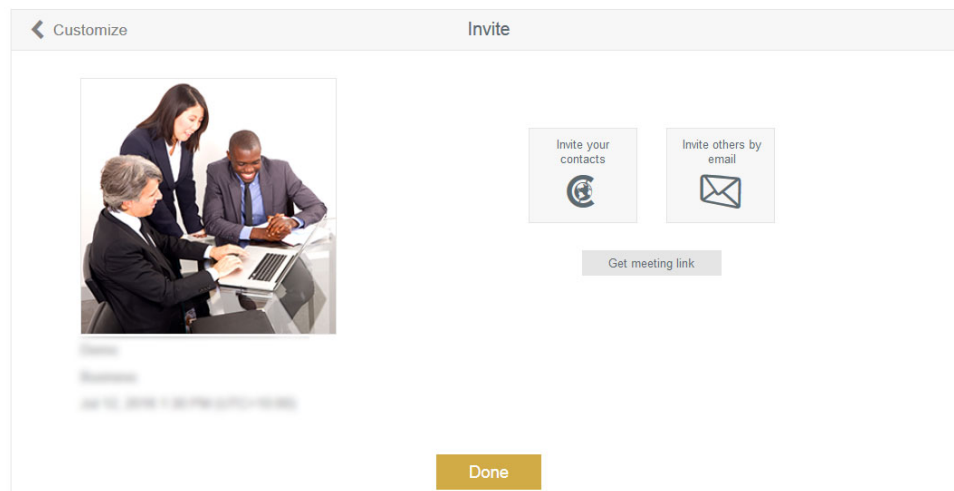 Customize
Invite
Invite your
contacts
Invite others by
email
Get meeting link
Done